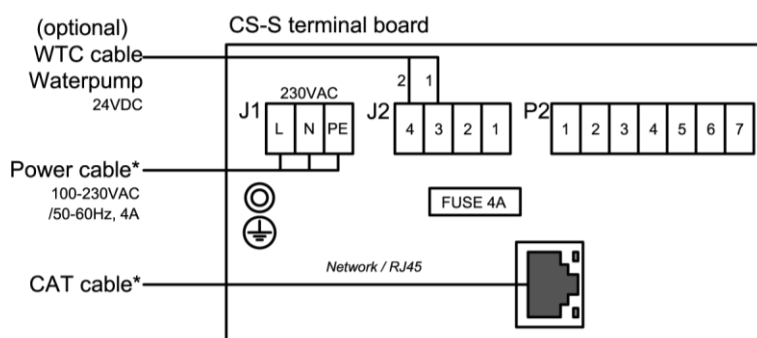 (optional)
WTC cable
Waterpump
24VDC
CS-S terminal board
2 1
230VAC
J1
L N PE
J2
4 3 2 1
P2
1 2 3 4 5 6 7
Power cable*
100-230VAC
/50-60Hz, 4A
FUSE 4A
Network / RJ45
CAT cable*